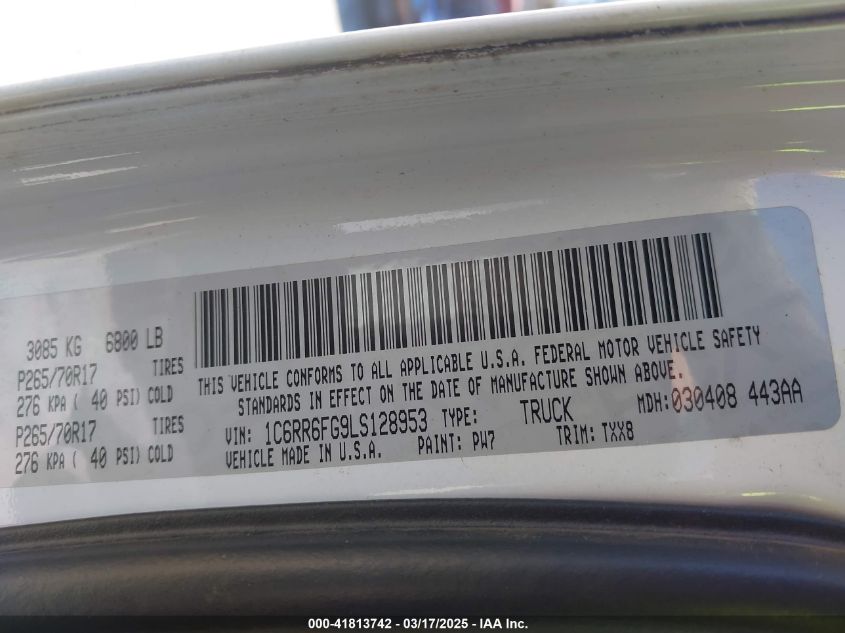 3085 KG 6800 LB
P265/70R17 TIRES
276 KPA ( 40 PSI) COLD
P265/70R17 TIRES
276 KPA ( 40 PSI) COLD
THIS VEHICLE CONFORMS TO ALL APPLICABLE U.S.A. FEDERAL MOTOR VEHICLE SAFETY
STANDARDS IN EFFECT ON THE DATE OF MANUFACTURE SHOWN ABOVE.
VIN: 1C6RR6FG9LS128953 TYPE: TRUCK MDH:030408 443AA
VEHICLE MADE IN U.S.A. PAINT: PW7 TRIM: TXX8
000-41813742 - 03/17/2025 - IAA Inc.